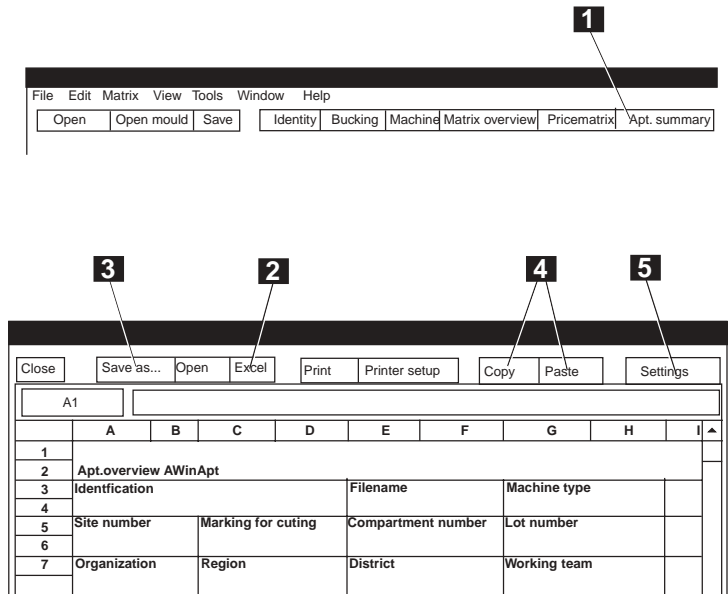 1
File Edit Matrix View Tools Window Help
Open Open mould Save Identity Bucking Machine Matrix overview Pricematrix Apt. summary
3 2 4 5
Close Save as... Open Excel Print Printer setup Copy Paste Settings
A1
A B C D E F G H I
1
2 Apt.overview AWinApt
3 Identfication Filename Machine type
4
5 Site number Marking for cuting Compartment number Lot number
6
7 Organization Region District Working team